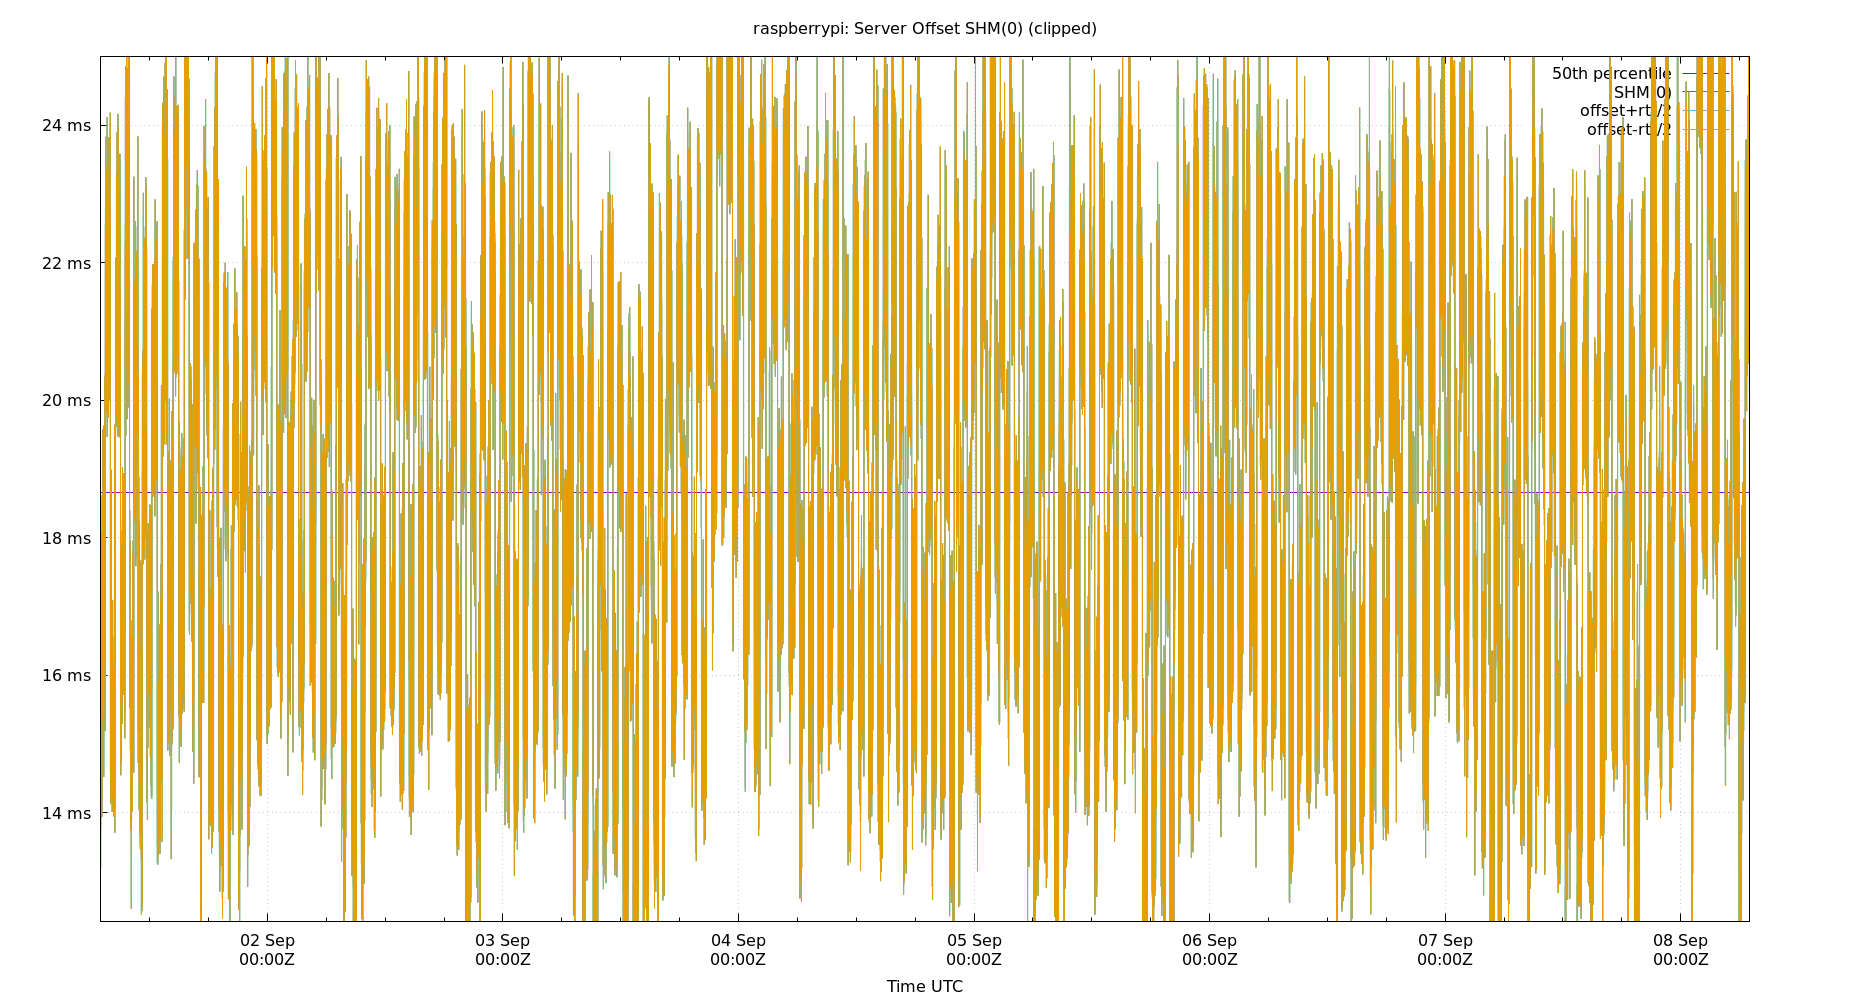 raspberrypi: Server Offset SHM(0) (clipped)
50th percentile
SHM(0)
offset+rtt/2
offset-rtt/2
24 ms
22 ms
20 ms
18 ms
16 ms
14 ms
02 Sep
00:00Z
03 Sep
00:00Z
04 Sep
00:00Z
05 Sep
00:00Z
06 Sep
00:00Z
07 Sep
00:00Z
08 Sep
00:00Z
Time UTC